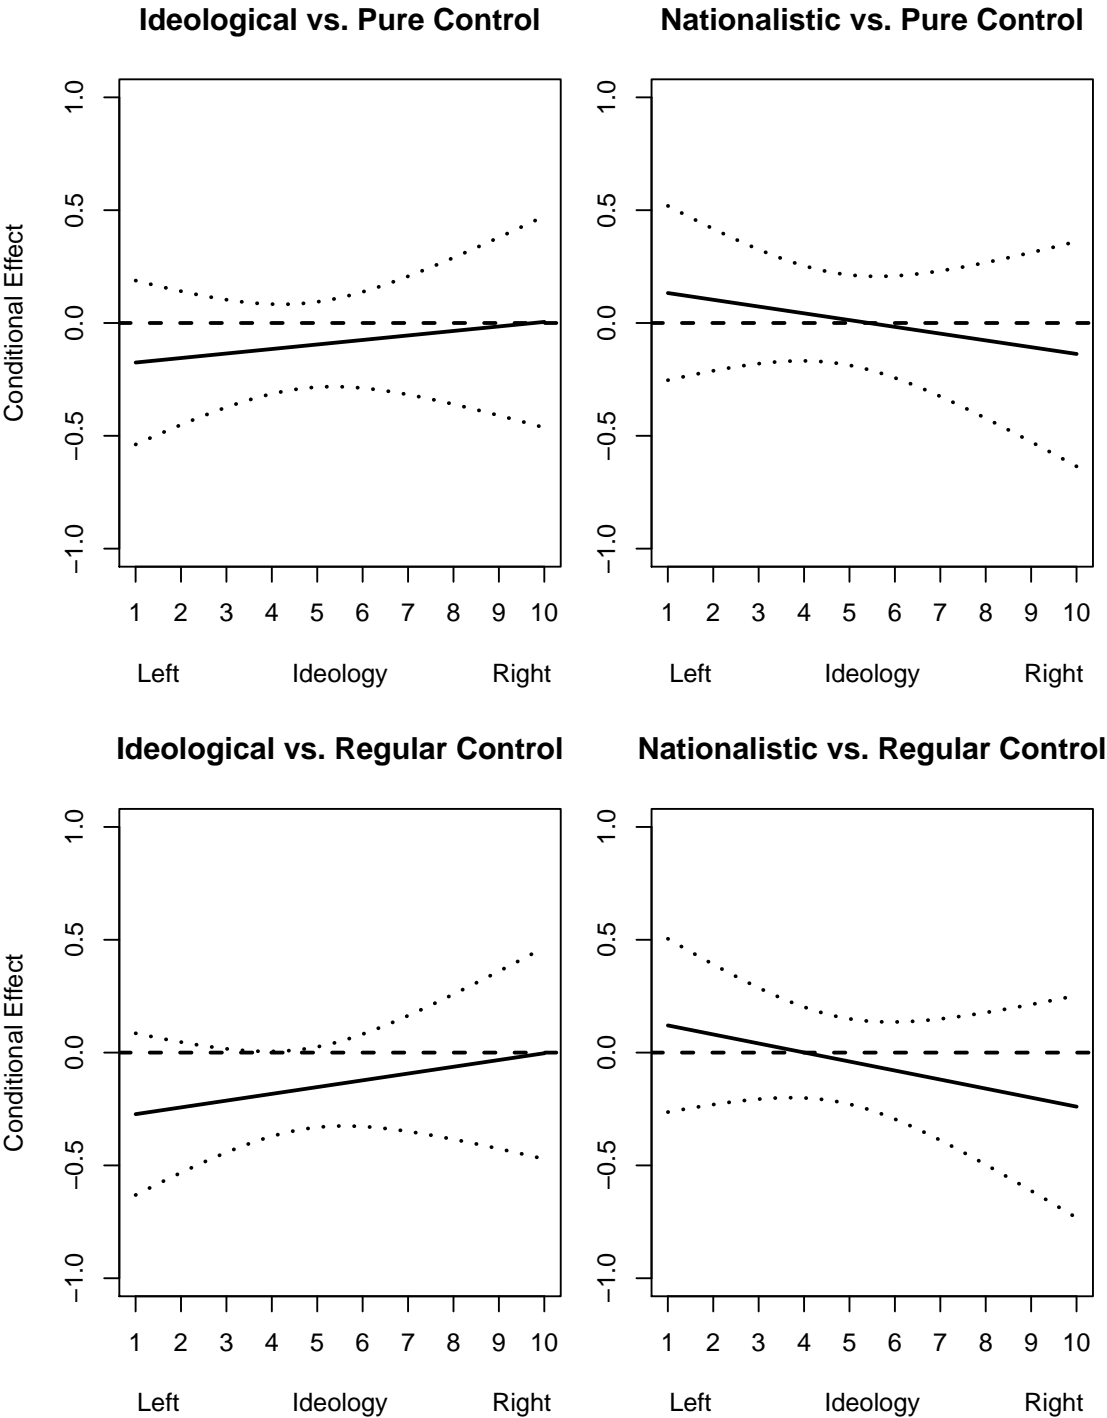 Ideological vs. Pure Control
Conditional Effect
1.0
0.5
0.0
−0.5
−1.0
1 2 3 4 5 6 7 8 9 10
Left Ideology Right
Nationalistic vs. Pure Control
1.0
0.5
0.0
−0.5
−1.0
1 2 3 4 5 6 7 8 9 10
Left Ideology Right
Ideological vs. Regular Control
Conditional Effect
1.0
0.5
0.0
−0.5
−1.0
1 2 3 4 5 6 7 8 9 10
Left Ideology Right
Nationalistic vs. Regular Control
1.0
0.5
0.0
−0.5
−1.0
1 2 3 4 5 6 7 8 9 10
Left Ideology Right